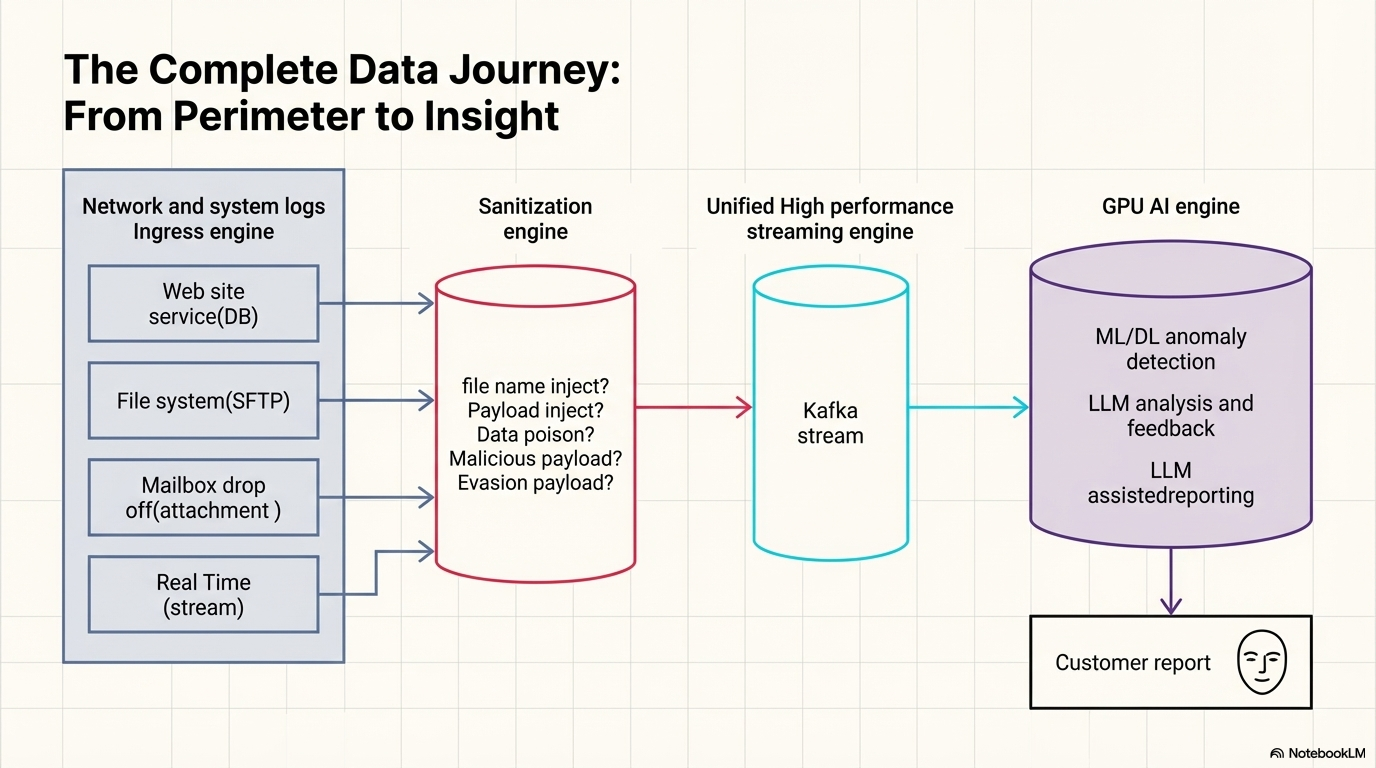 The Complete Data Journey:
From Perimeter to Insight
Network and system logs
Ingress engine
Web site
service(DB)
File system(SFTP)
Mailbox drop
off(attachment )
Real Time
(stream)
Sanitization
engine
file name inject?
Payload inject?
Data poison?
Malicious payload?
Evasion payload?
Unified High performance
streaming engine
Kafka
stream
GPU AI engine
ML/DL anomaly
detection
LLM analysis and
feedback
LLM
assistedreporting
Customer report
NotebookLM